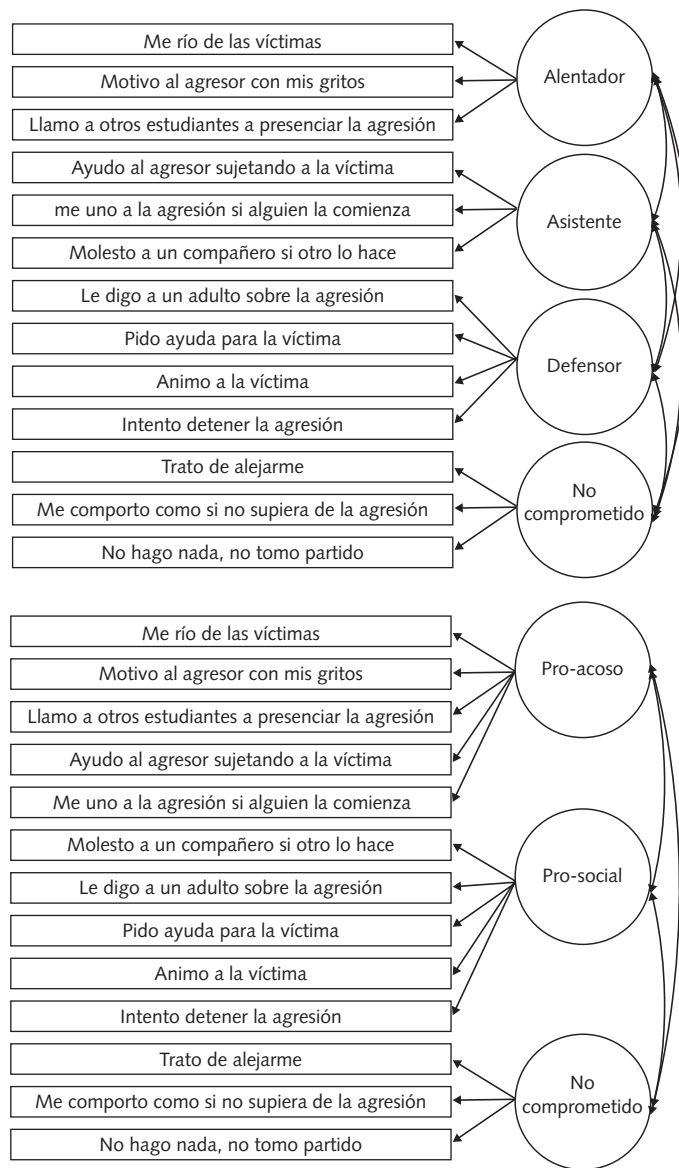 Me río de las víctimas
Motivo al agresor con mis gritos
Llamo a otros estudiantes a presenciar la agresión
Alentador
Ayudo al agresor sujetando a la víctima
me uno a la agresión si alguien la comienza
Molesto a un compañero si otro lo hace
Asistente
Le digo a un adulto sobre la agresión
Pido ayuda para la víctima
Animo a la víctima
Intento detener la agresión
Defensor
Trato de alejarme
Me comporto como si no supiera de la agresión
No hago nada, no tomo partido
No
comprometido
Me río de las víctimas
Motivo al agresor con mis gritos
Llamo a otros estudiantes a presenciar la agresión
Ayudo al agresor sujetando a la víctima
Me uno a la agresión si alguien la comienza
Pro-acoso
Molesto a un compañero si otro lo hace
Le digo a un adulto sobre la agresión
Pido ayuda para la víctima
Animo a la víctima
Intento detener la agresión
Pro-social
Trato de alejarme
Me comporto como si no supiera de la agresión
No hago nada, no tomo partido
No
comprometido